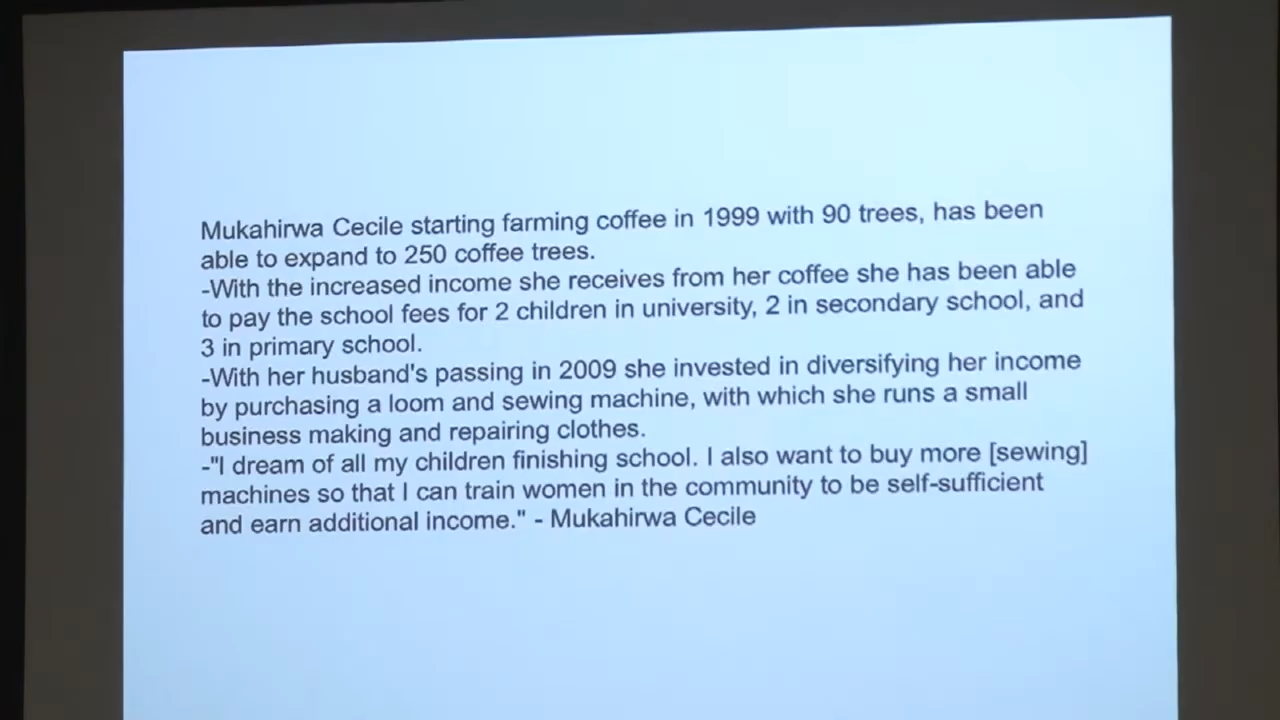 Mukahirwa Cecile starting farming coffee in 1999 with 90 trees, has been
able to expand to 250 coffee trees.
-With the increased income she receives from her coffee she has been able
to pay the school fees for 2 children in university, 2 in secondary school, and
3 in primary school.
-With her husband's passing in 2009 she invested in diversifying her income
by purchasing a loom and sewing machine, with which she runs a small
business making and repairing clothes.
-"I dream of all my children finishing school. I also want to buy more [sewing]
machines so that I can train women in the community to be self-sufficient
and earn additional income." - Mukahirwa Cecile